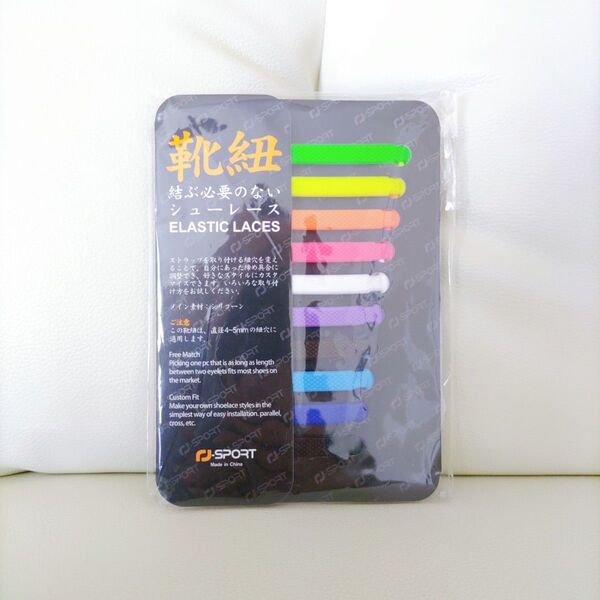 靴紐
結ぶ必要のない
シューレース
ELASTIC LACES
ストラップを取り付ける紐穴を変え
ることで、自分にあった締め具合に
調整でき、好きなスタイルにカスタ
マイズできます。いろいろな取り付
け方をお試しください。
メイン素材:シリコーン
ご注意
この靴紐は、直径4~5mmの紐穴に
適用します。
Free Match
Picking one pc that is as long as length
between two eyelets fits most shoes on
the market.
Custom Fit
Make your own shoelace styles in the
simplest way of easy installation. parallel,
cross, etc.
RJ-SPORT
Made in China